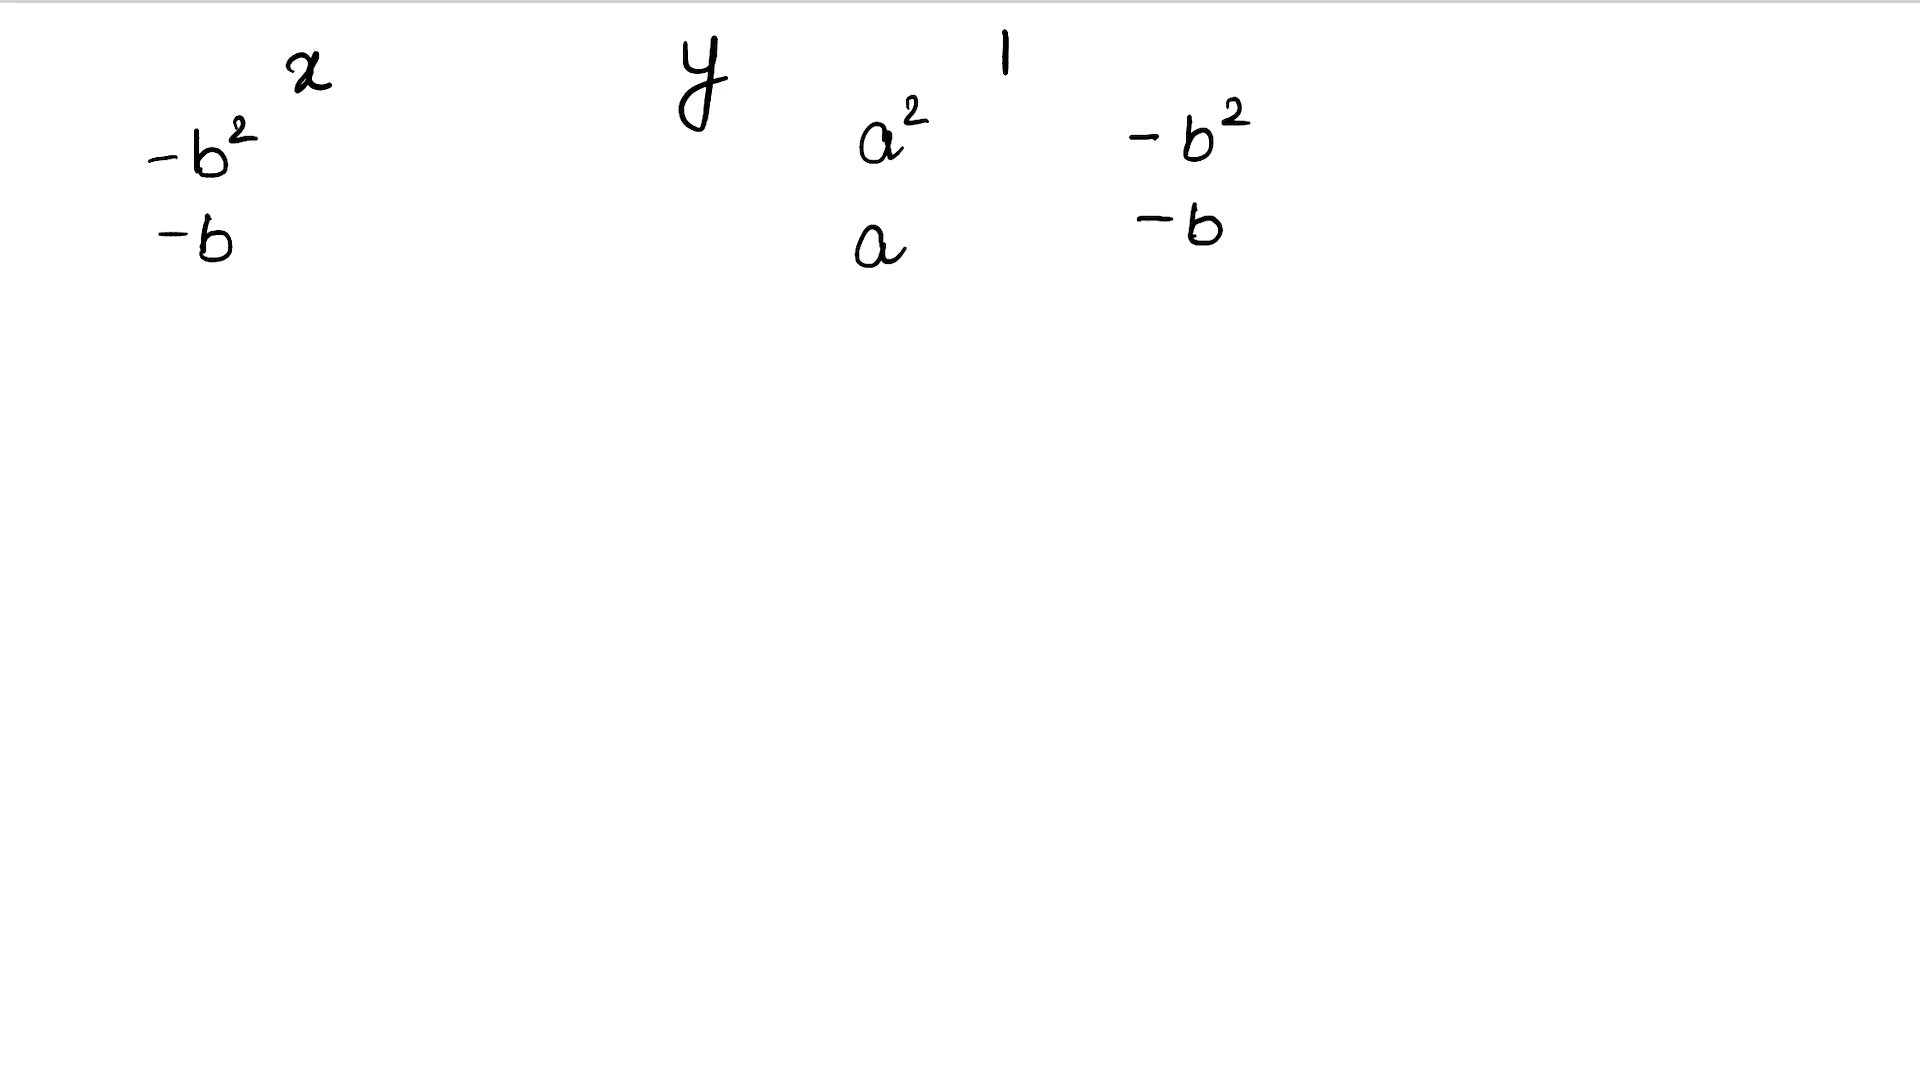 x y 1
-b² a² -b²
-b a -b